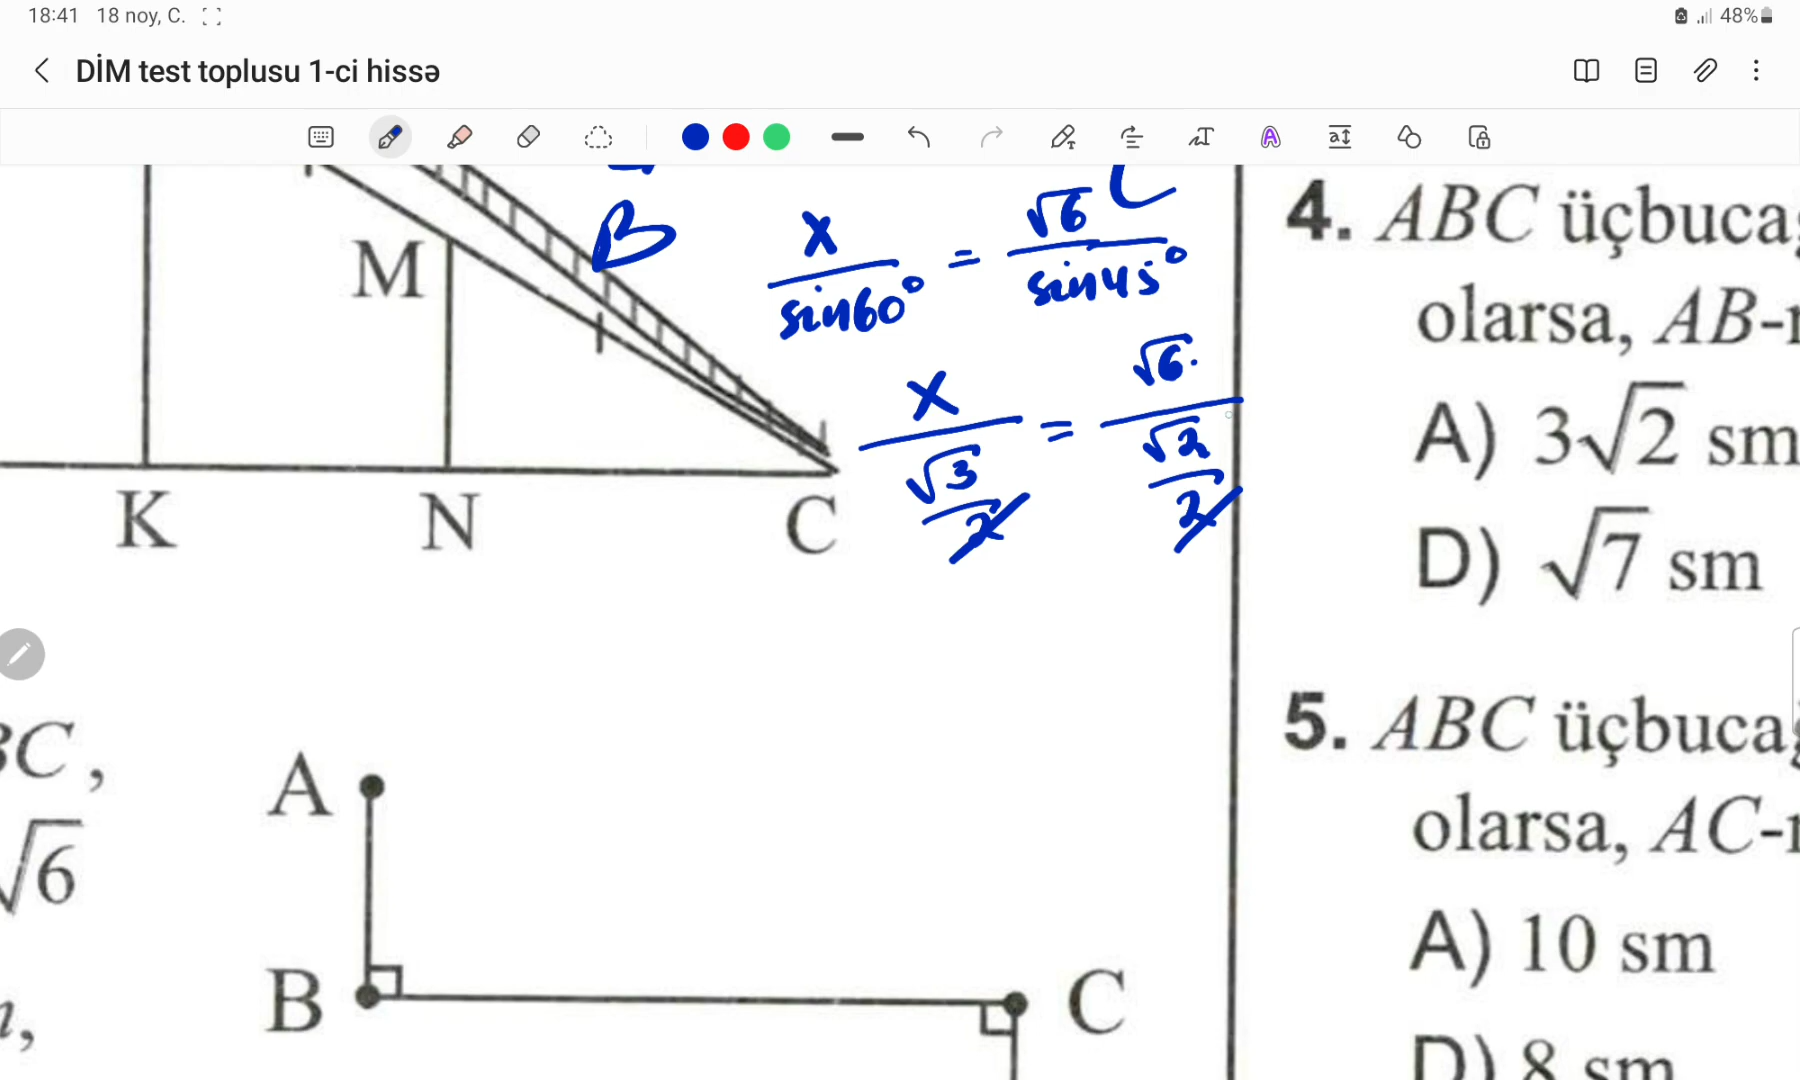 18:41 18 noy, C. 48%
DİM test toplusu 1-ci hissə
B
C
x/sin60° = √6/sin45°
x/(√3/2) = √6·/(√2/2)
M
K N C
BC,
√6
A
B C
4. ABC üçbuca
olarsa, AB-
A) 3√2 sm
D) √7 sm
5. ABC üçbuca
olarsa, AC-
A) 10 sm
D) 8 sm